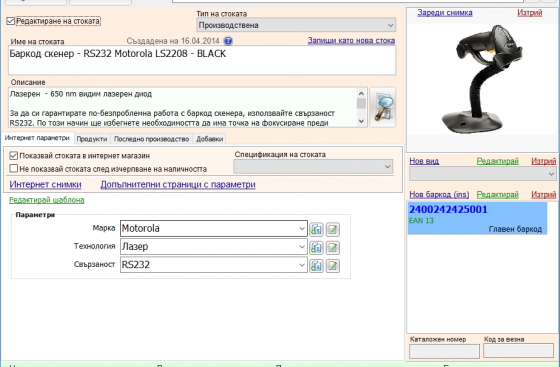 Редактиране на стоката
Тип на стоката
Производствена
Име на стоката
Създадена на 16.04.2014
Запиши като нова стока
Баркод скенер - RS232 Motorola LS2208 - BLACK
Описание
Лазерен - 650 nm видим лазерен диод
За да си гарантирате по-безпроблемна работа с баркод скенера, използвайте свързаност
RS232. По този начин ще избегнете необходимостта да има точка на фокусиране преди
Интернет параметри
Продукти
Последно производство
Добавки
Показвай стоката в интернет магазин
Не показвай стоката след изчерпване на наличността
Спецификация на стоката
Интернет снимки
Допълнителни страници с параметри
Редактирай шаблона
Параметри
Марка Motorola
Технология Лазер
Свързаност RS232
Зареди снимка
Изтрий
Нов вид
Редактирай
Изтрий
Нов баркод (ins)
Редактирай
Изтрий
2400242425001
EAN 13
Главен баркод
Каталожен номер
Код за везна